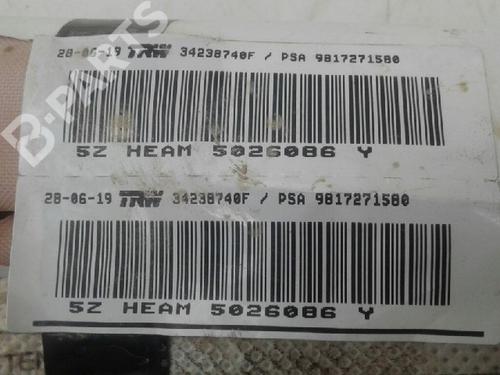 28-06-19 TRW 34238740F / PSA 9817271580
5Z HEAM 5026086 Y
28-06-19 TRW 34238740F / PSA 9817271580
5Z HEAM 5026086 Y
B-PARTS